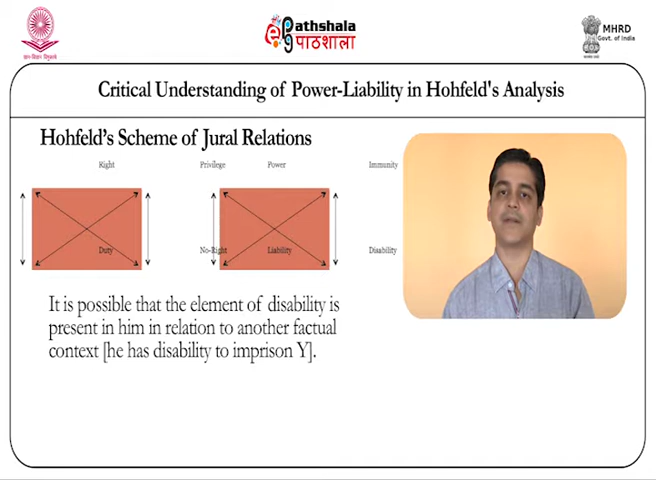 ePathshala
पाठशाला
MHRD
Govt. of India
Critical Understanding of Power-Liability in Hohfeld's Analysis
Hohfeld's Scheme of Jural Relations
Right Privilege Power Immunity
Duty No-Right Liability Disability
It is possible that the element of disability is
present in him in relation to another factual
context [he has disability to imprison Y].